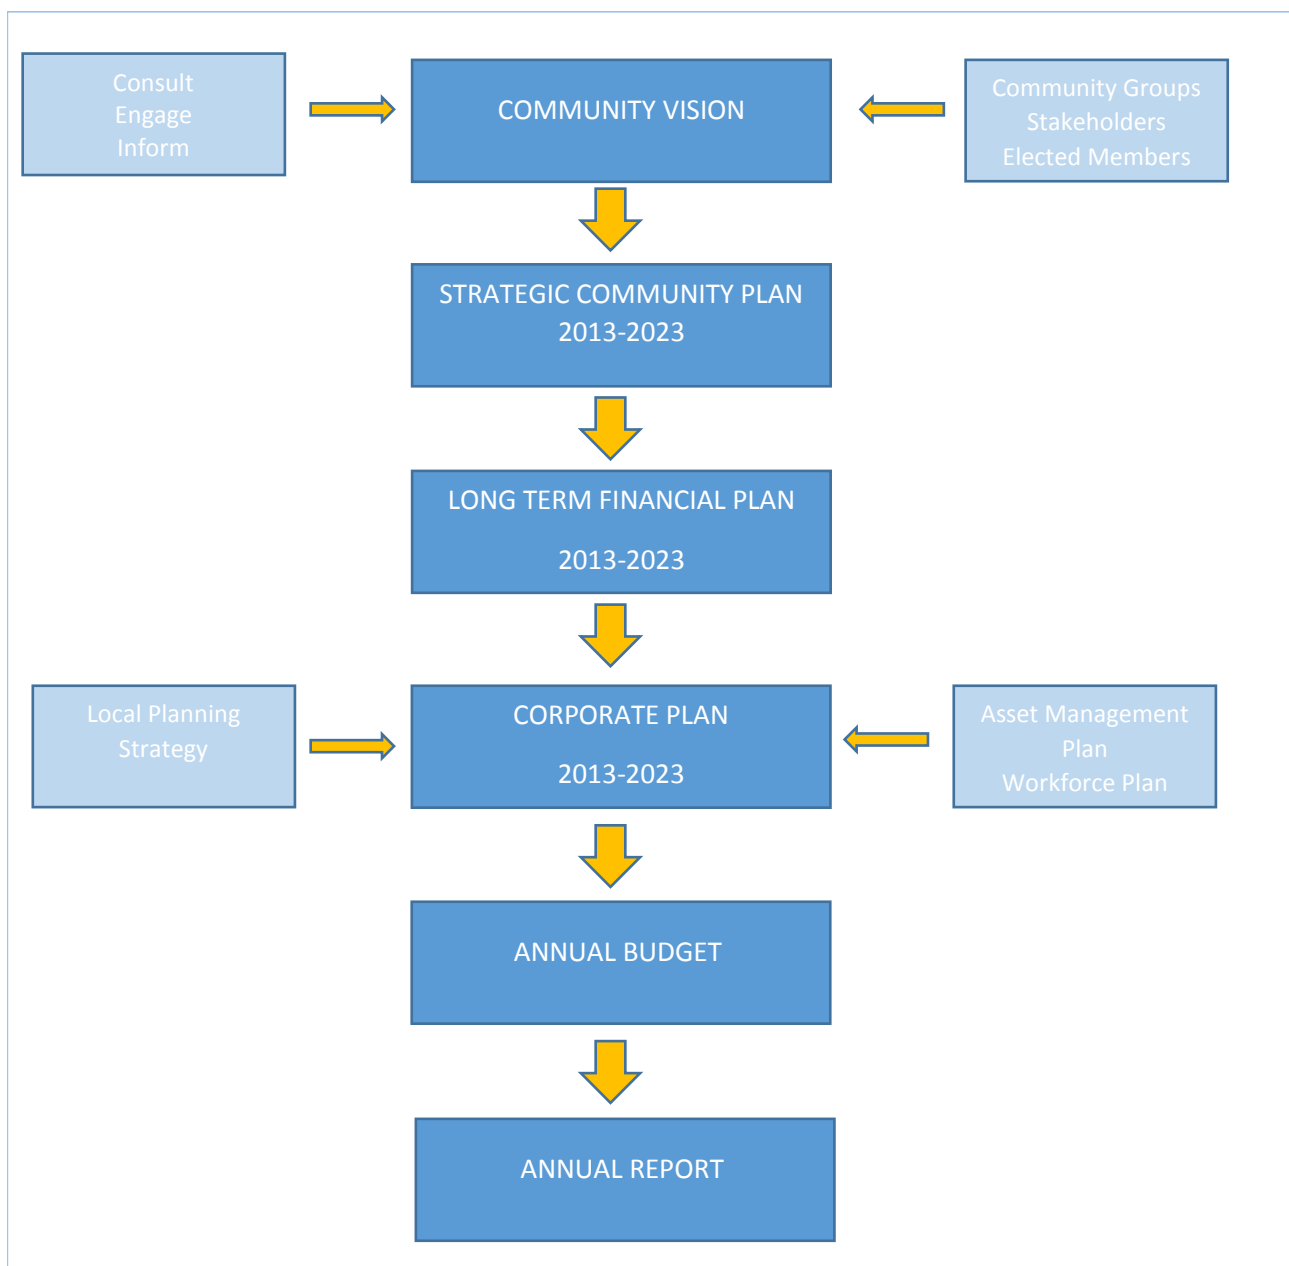 Consult
Engage
Inform
COMMUNITY VISION
Community Groups
Stakeholders
Elected Members
STRATEGIC COMMUNITY PLAN
2013-2023
LONG TERM FINANCIAL PLAN
2013-2023
Local Planning
Strategy
CORPORATE PLAN
2013-2023
Asset Management
Plan
Workforce Plan
ANNUAL BUDGET
ANNUAL REPORT